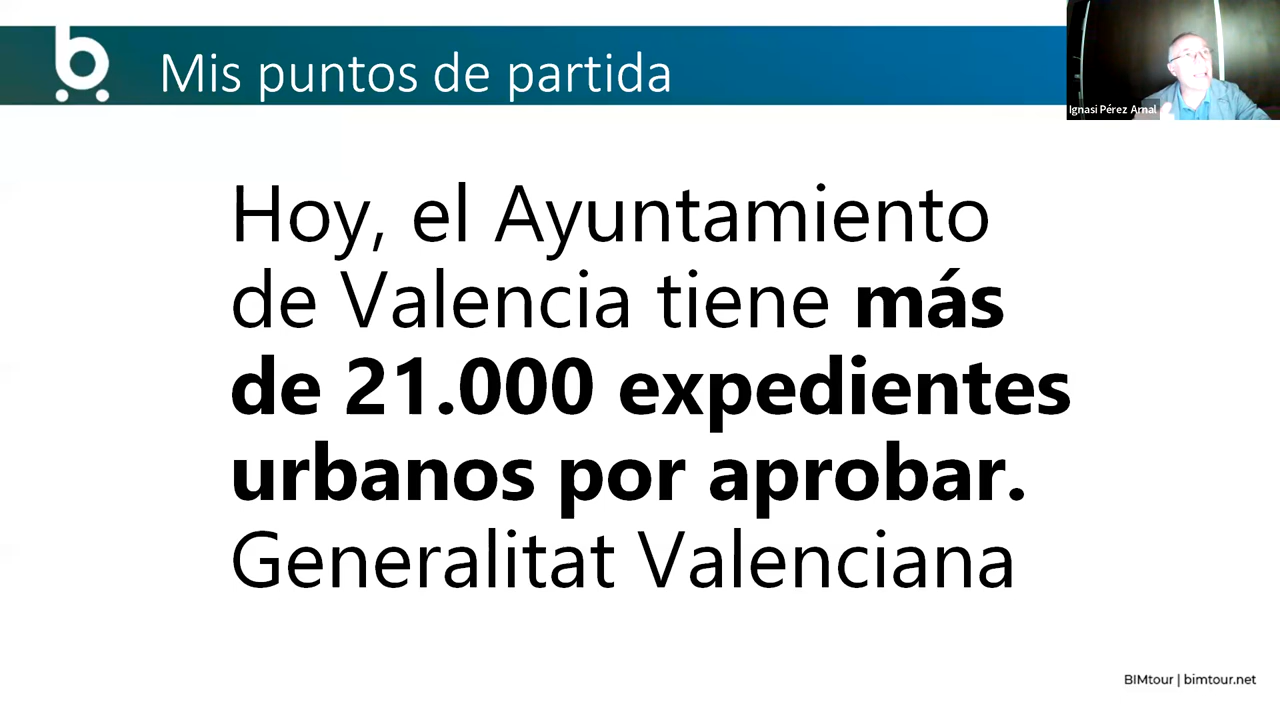 b
Mis puntos de partida
Ignasi Pérez Arnal
Hoy, el Ayuntamiento
de Valencia tiene más
de 21.000 expedientes
urbanos por aprobar.
Generalitat Valenciana
BIMtour | bimtour.net